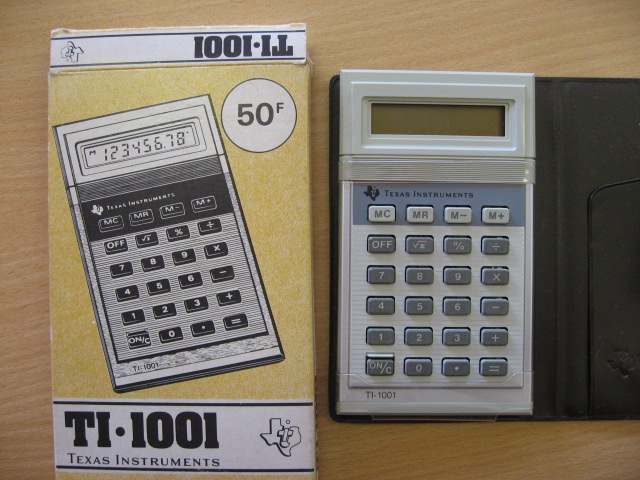 TI·1001
50F
M 12345678
TEXAS INSTRUMENTS
MC MR M− M+
OFF √x % ÷
7 8 9 X
4 5 6 −
1 2 3 +
ON/C 0 · =
TI-1001
TI·1001
TEXAS INSTRUMENTS
TEXAS INSTRUMENTS
MC MR M− M+
OFF √x % ÷
7 8 9 X
4 5 6 −
1 2 3 +
ON/C 0 · =
TI-1001